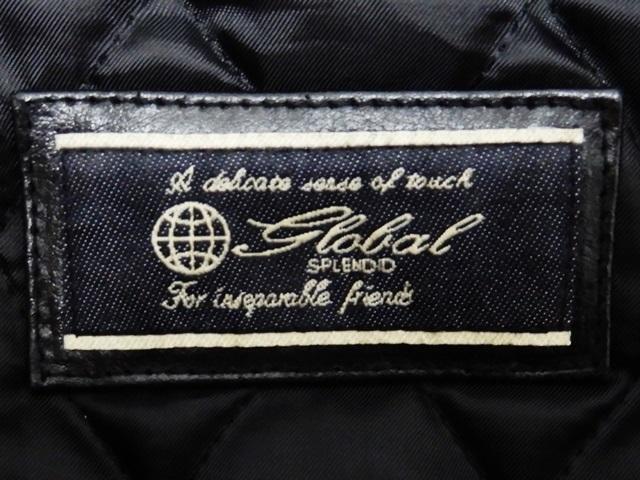 A delicate sense of touch
Global
SPLENDID
For inseparable friends